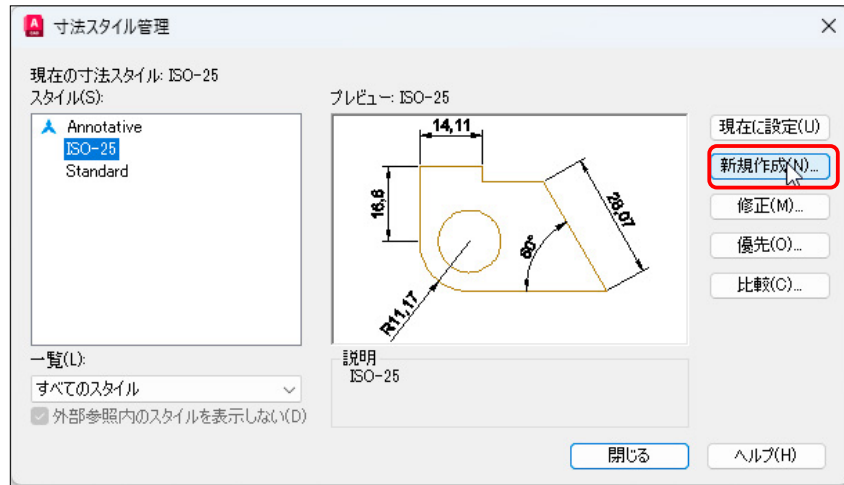 寸法スタイル管理
現在の寸法スタイル: ISO-25
スタイル(S):
Annotative
ISO-25
Standard
プレビュー: ISO-25
14,11
16,6
28,07
60°
R11,17
現在に設定(U)
新規作成(N)...
修正(M)...
優先(O)...
比較(C)...
一覧(L):
すべてのスタイル
外部参照内のスタイルを表示しない(D)
説明
ISO-25
閉じる
ヘルプ(H)